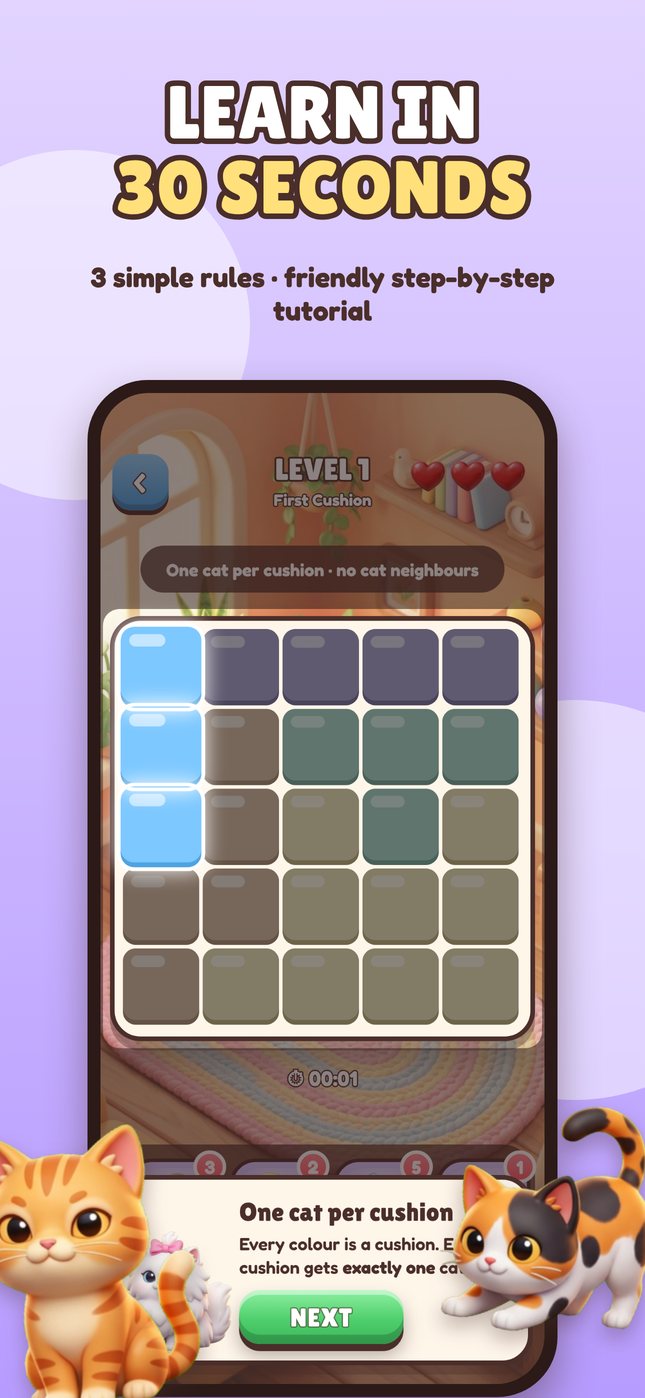 LEARN IN
30 SECONDS
3 simple rules · friendly step-by-step
tutorial
LEVEL 1
First Cushion
One cat per cushion · no cat neighbours
00:01
3 2 5 1
One cat per cushion
Every colour is a cushion.
cushion gets exactly one
NEXT